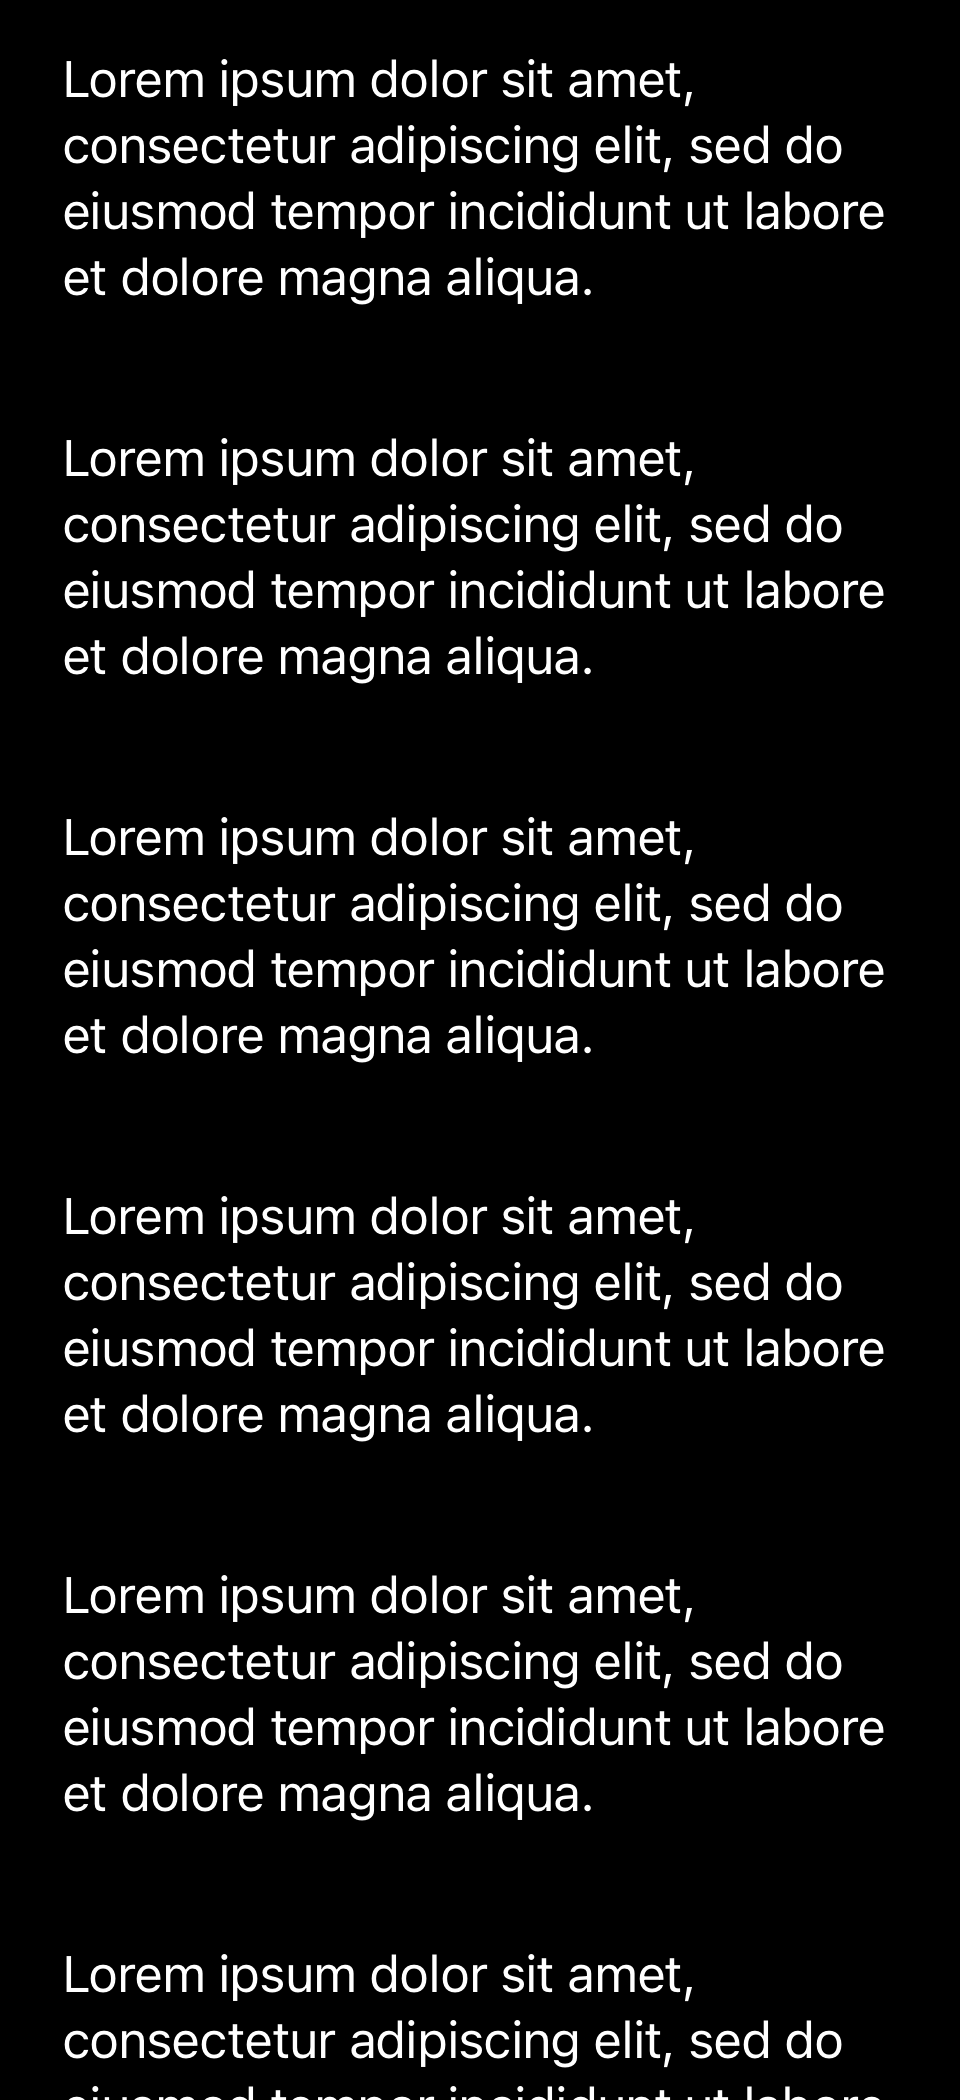 Lorem ipsum dolor sit amet,
consectetur adipiscing elit, sed do
eiusmod tempor incididunt ut labore
et dolore magna aliqua.
Lorem ipsum dolor sit amet,
consectetur adipiscing elit, sed do
eiusmod tempor incididunt ut labore
et dolore magna aliqua.
Lorem ipsum dolor sit amet,
consectetur adipiscing elit, sed do
eiusmod tempor incididunt ut labore
et dolore magna aliqua.
Lorem ipsum dolor sit amet,
consectetur adipiscing elit, sed do
eiusmod tempor incididunt ut labore
et dolore magna aliqua.
Lorem ipsum dolor sit amet,
consectetur adipiscing elit, sed do
eiusmod tempor incididunt ut labore
et dolore magna aliqua.
Lorem ipsum dolor sit amet,
consectetur adipiscing elit, sed do